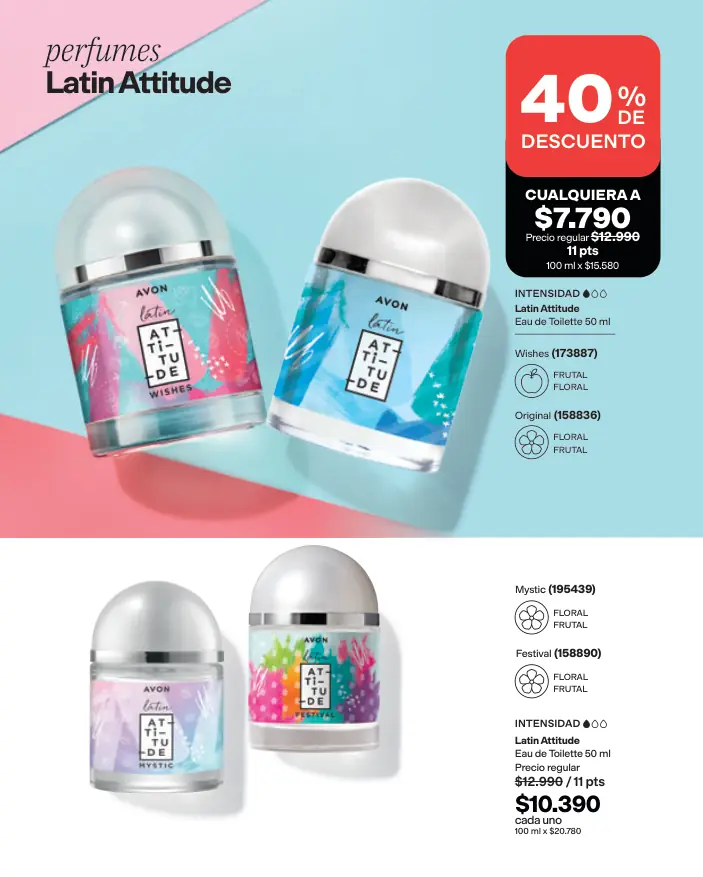 perfumes
Latin Attitude
40%
DE
DESCUENTO
CUALQUIERA A
$7.790
Precio regular $12.990
11 pts
100 ml x $15.580
INTENSIDAD
Latin Attitude
Eau de Toilette 50 ml
Wishes (173887)
FRUTAL
FLORAL
Original (158836)
FLORAL
FRUTAL
AVON
latin
AT-
-TI-
-TU
-DE
WISHES
AVON
latin
AT-
-TI-
-TU
-DE
Mystic (195439)
FLORAL
FRUTAL
Festival (158890)
FLORAL
FRUTAL
INTENSIDAD
Latin Attitude
Eau de Toilette 50 ml
Precio regular
$12.990 / 11 pts
$10.390
cada uno
100 ml x $20.780
AVON
latin
AT-
-TI-
-TU
-DE
MYSTIC
AVON
latin
AT-
-TI-
-TU
-DE
FESTIVAL